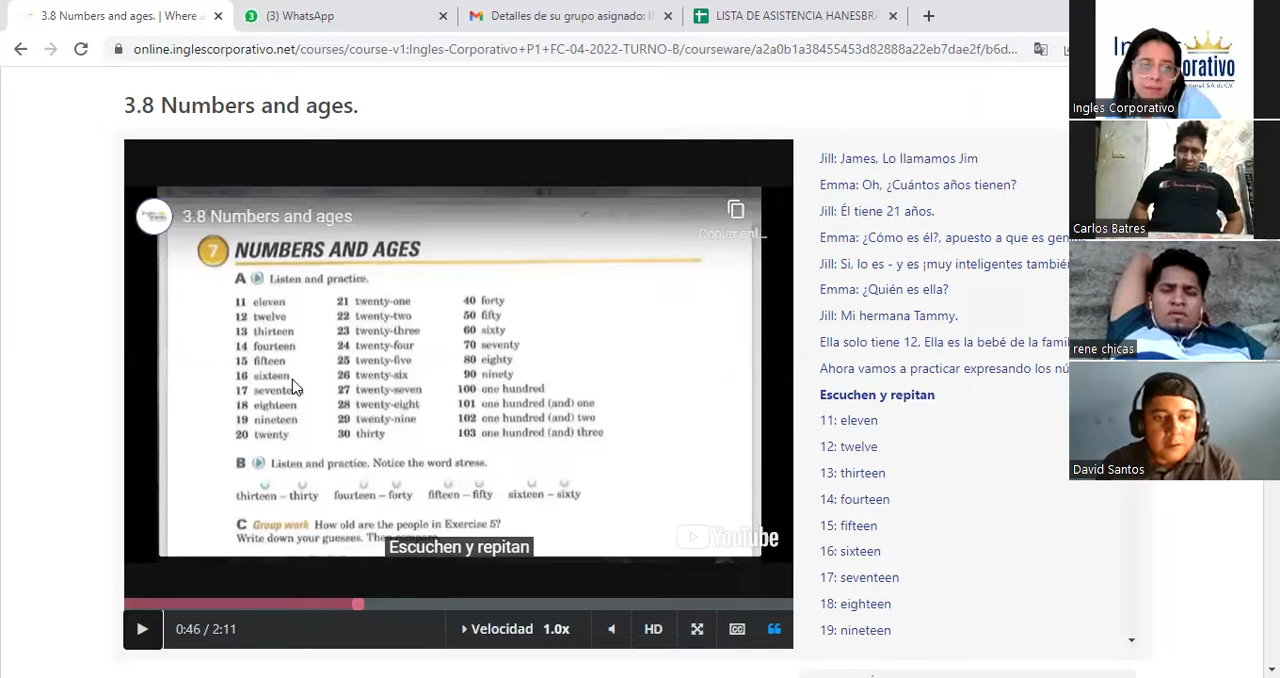 3.8 Numbers and ages. | Where a
(3) WhatsApp
Detalles de su grupo asignado: I
LISTA DE ASISTENCIA HANESBRA
online.inglescorporativo.net/courses/course-v1:Ingles-Corporativo+P1+FC-04-2022-TURNO-B/courseware/a2a0b1a38455453d82888a22eb7dae2f/b6d...
3.8 Numbers and ages.
3.8 Numbers and ages
7 NUMBERS AND AGES
A Listen and practice.
11 eleven
12 twelve
13 thirteen
14 fourteen
15 fifteen
16 sixteen
17 sevente
18 eighteen
19 nineteen
20 twenty
21 twenty-one
22 twenty-two
23 twenty-three
24 twenty-four
25 twenty-five
26 twenty-six
27 twenty-seven
28 twenty-eight
29 twenty-nine
30 thirty
40 forty
50 fifty
60 sixty
70 seventy
80 eighty
90 ninety
100 one hundred
101 one hundred (and) one
102 one hundred (and) two
103 one hundred (and) three
B Listen and practice. Notice the word stress.
thirteen – thirty fourteen – forty fifteen – fifty sixteen – sixty
C Group work How old are the people in Exercise 5?
Write down your guesses. The
Escuchen y repitan
YouTube
Copiar enl...
0:46 / 2:11
Velocidad 1.0x
HD
Jill: James, Lo llamamos Jim
Emma: Oh, ¿Cuántos años tienen?
Jill: Él tiene 21 años.
Emma: ¿Cómo es él?, apuesto a que es gen
Jill: Si, lo es - y es ¡muy inteligentes también
Emma: ¿Quién es ella?
Jill: Mi hermana Tammy.
Ella solo tiene 12. Ella es la bebé de la fami
Ahora vamos a practicar expresando los nú
Escuchen y repitan
11: eleven
12: twelve
13: thirteen
14: fourteen
15: fifteen
16: sixteen
17: seventeen
18: eighteen
19: nineteen
Ingles Corporativo
Carlos Batres
rene chicas
David Santos